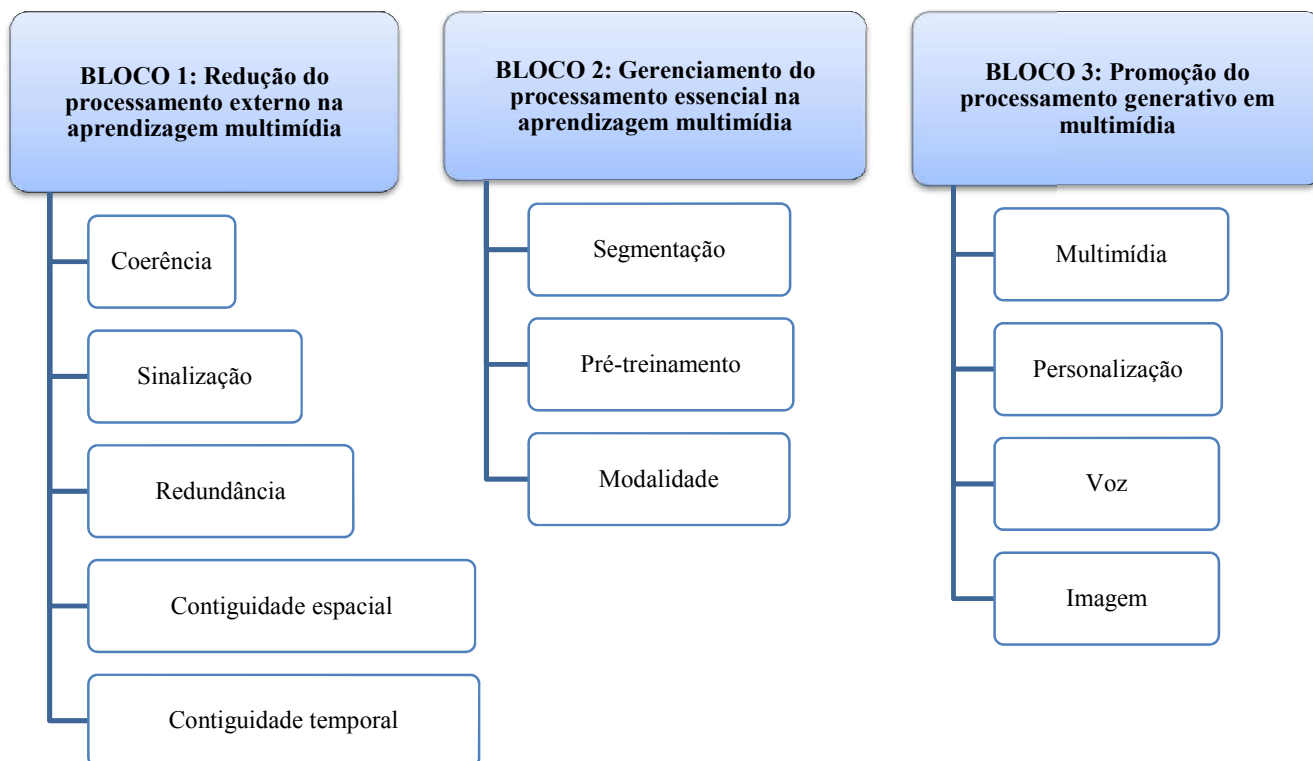 BLOCO 1: Redução do
processamento externo na
aprendizagem multimídia
Coerência
Sinalização
Redundância
Contiguidade espacial
Contiguidade temporal
BLOCO 2: Gerenciamento do
processamento essencial na
aprendizagem multimídia
Segmentação
Pré-treinamento
Modalidade
BLOCO 3: Promoção do
processamento generativo em
multimídia
Multimídia
Personalização
Voz
Imagem